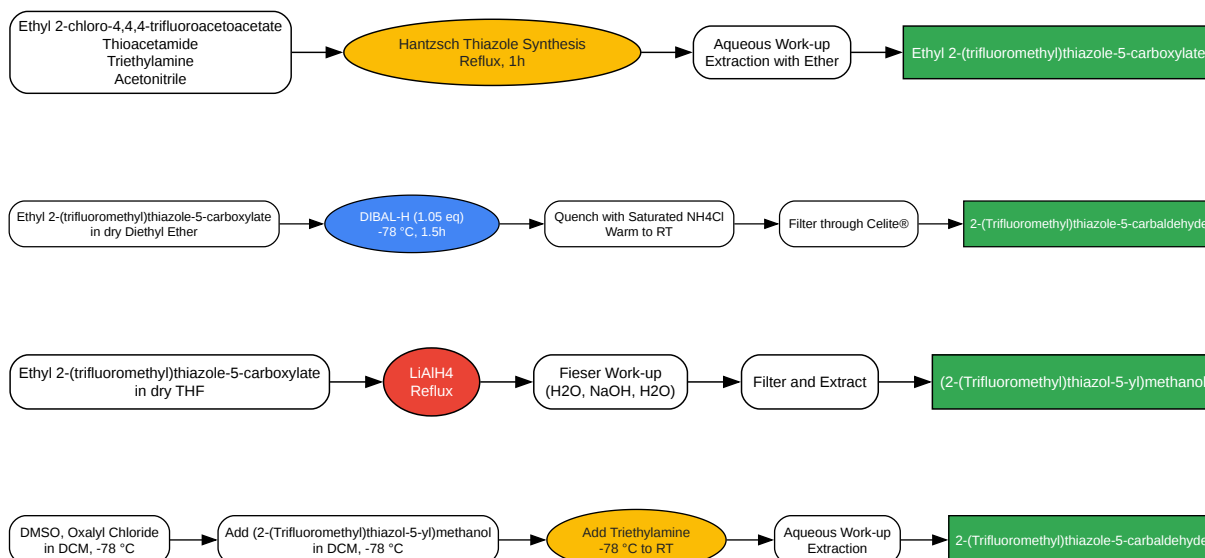 Ethyl 2-chloro-4,4,4-trifluoroacetoacetate
Thioacetamide
Triethylamine
Acetonitrile
Hantzsch Thiazole Synthesis
Reflux, 1h
Aqueous Work-up
Extraction with Ether
Ethyl 2-(trifluoromethyl)thiazole-5-carboxylate
Ethyl 2-(trifluoromethyl)thiazole-5-carboxylate
in dry Diethyl Ether
DIBAL-H (1.05 eq)
-78 °C, 1.5h
Quench with Saturated NH4Cl
Warm to RT
Filter through Celite®
2-(Trifluoromethyl)thiazole-5-carbaldehyde
Ethyl 2-(trifluoromethyl)thiazole-5-carboxylate
in dry THF
LiAlH4
Reflux
Fieser Work-up
(H2O, NaOH, H2O)
Filter and Extract
(2-(Trifluoromethyl)thiazol-5-yl)methanol
DMSO, Oxalyl Chloride
in DCM, -78 °C
Add (2-(Trifluoromethyl)thiazol-5-yl)methanol
in DCM, -78 °C
Add Triethylamine
-78 °C to RT
Aqueous Work-up
Extraction
2-(Trifluoromethyl)thiazole-5-carbaldehyde